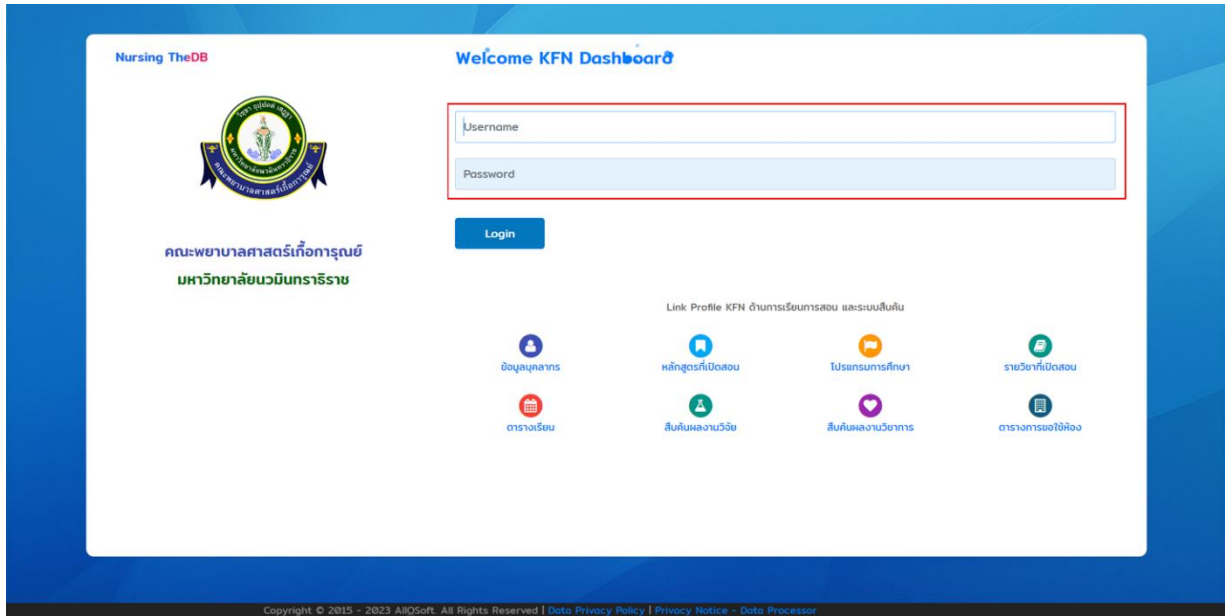 Nursing TheDB
Welcome KFN Dashboard
Username
Password
Login
คณะพยาบาลศาสตร์เกื้อการุณย์
มหาวิทยาลัยนวมินทราธิราช
Link Profile KFN ด้านการเรียนการสอน และระบบสืบค้น
ข้อมูลบุคลากร
หลักสูตรที่เปิดสอน
โปรแกรมการศึกษา
รายวิชาที่เปิดสอน
ตารางเรียน
สืบค้นผลงานวิจัย
สืบค้นผลงานวิชาการ
ตารางการขอใช้ห้อง
Copyright © 2015 - 2023 AllQSoft. All Rights Reserved | Data Privacy Policy | Privacy Notice - Data Processor